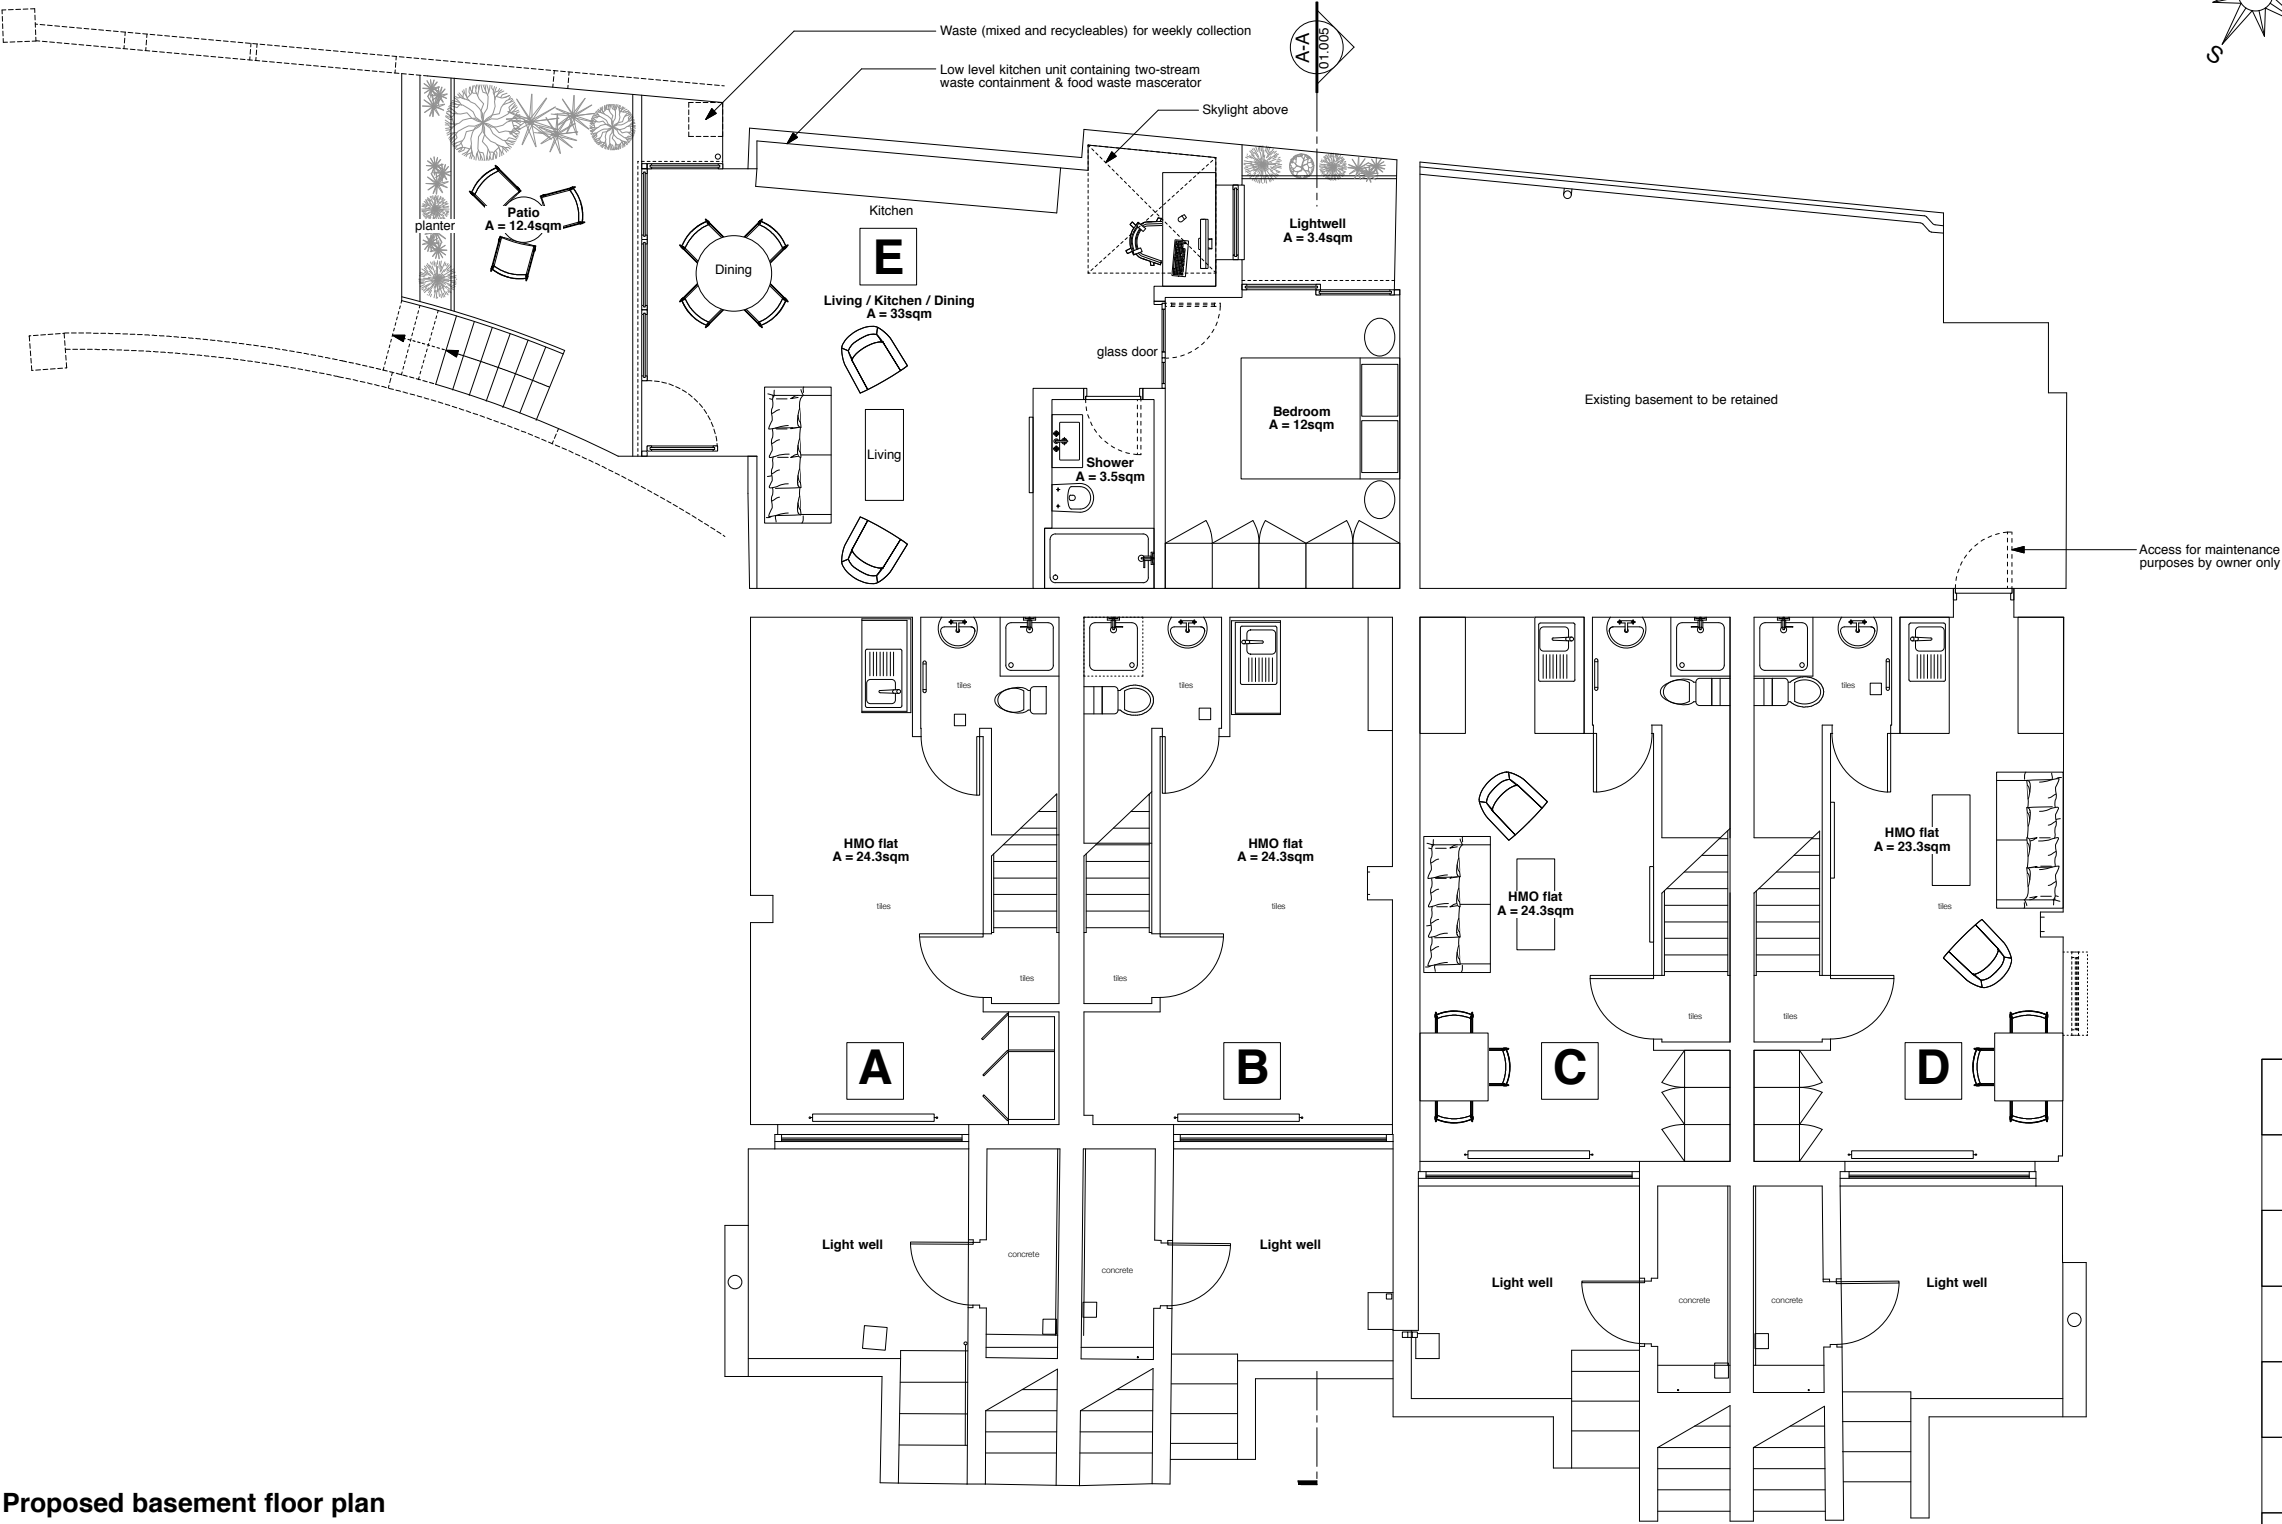 Waste (mixed and recycleables) for weekly collection
Low level kitchen unit containing two-stream
waste containment & food waste mascerator
Skylight above
A-A
01.005
S
Patio
A = 12.4sqm
planter
Kitchen
E
Dining
Living / Kitchen / Dining
A = 33sqm
Lightwell
A = 3.4sqm
glass door
Living
Shower
A = 3.5sqm
Bedroom
A = 12sqm
Existing basement to be retained
Access for maintenance
purposes by owner only
tiles
tiles
tiles
HMO flat
A = 24.3sqm
HMO flat
A = 24.3sqm
HMO flat
A = 24.3sqm
HMO flat
A = 23.3sqm
tiles
tiles
tiles
tiles
tiles
tiles
tiles
A
B
C
D
Light well
concrete
concrete
Light well
Light well
concrete
concrete
Light well
Proposed basement floor plan